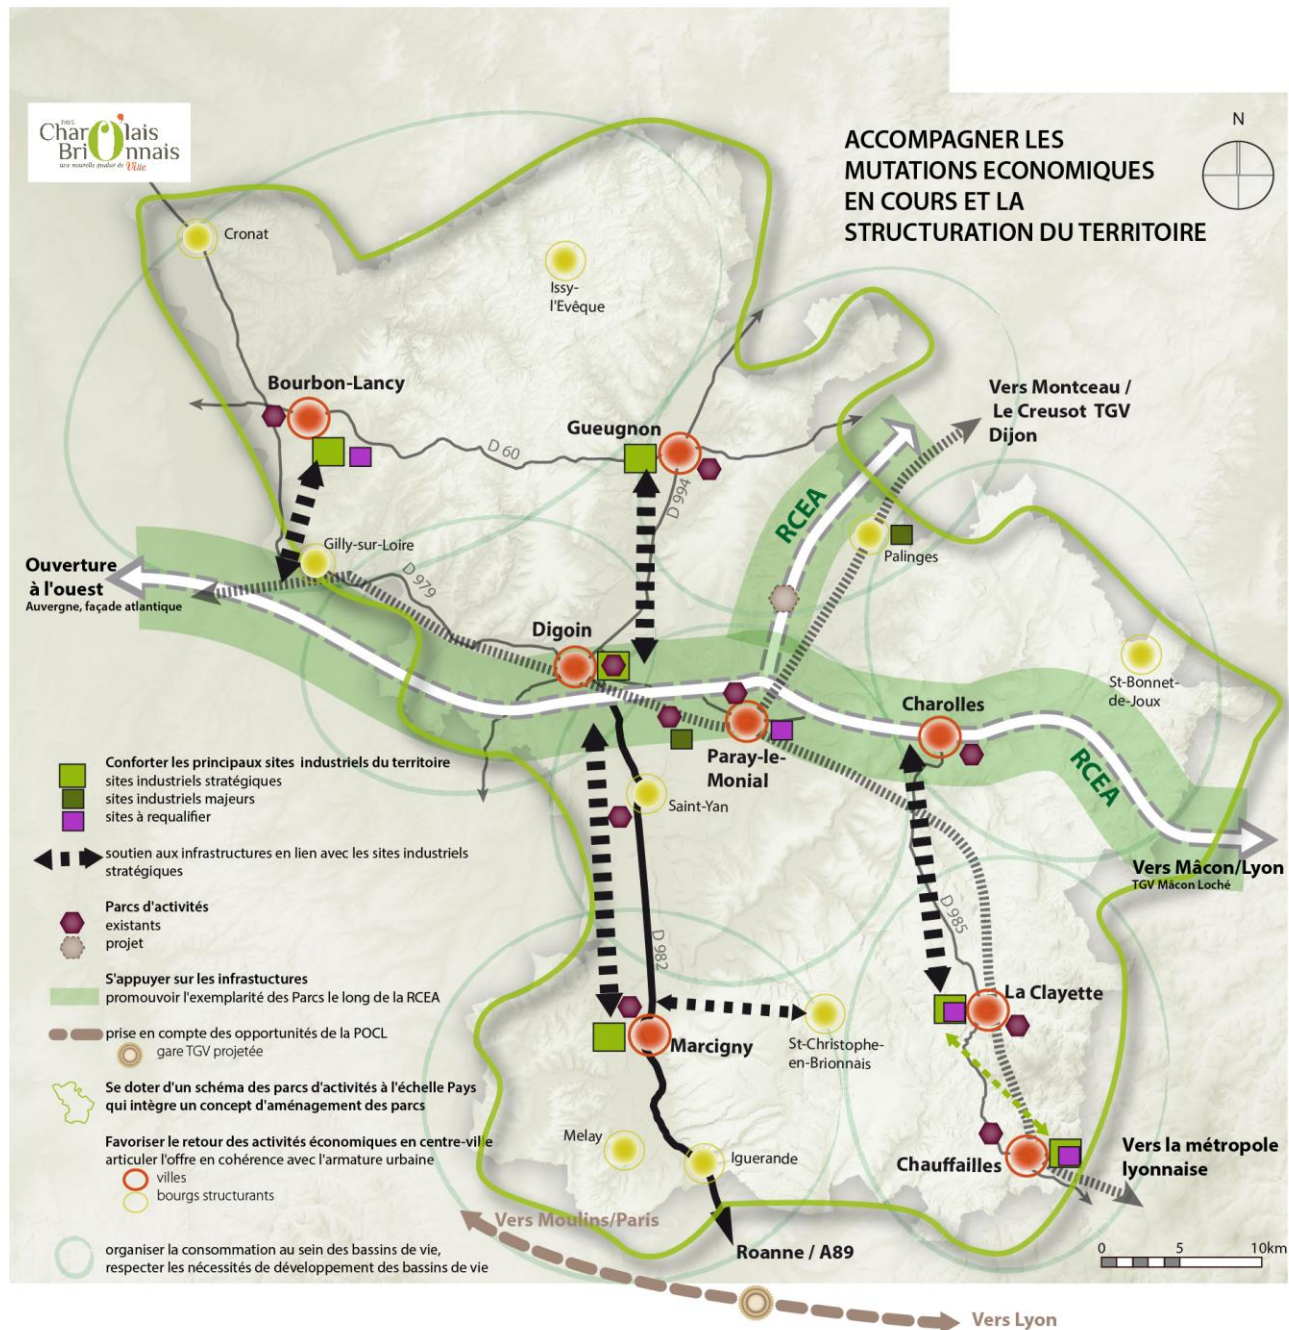 nes
Charolais
Brionnais
une nouvelle qualité de Ville
ACCOMPAGNER LES
MUTATIONS ECONOMIQUES
EN COURS ET LA
STRUCTURATION DU TERRITOIRE
N
Cronat
Issy-
l'Evêque
Bourbon-Lancy
Gueugnon
D 60
D 994
Vers Montceau /
Le Creusot TGV
Dijon
RCEA
Palinges
Gilly-sur-Loire
Ouverture
à l'ouest
Auvergne, façade atlantique
D 979
Digoin
St-Bonnet-
de-Joux
Charolles
Paray-le-
Monial
RCEA
Saint-Yan
Vers Mâcon/Lyon
TGV Mâcon Loché
D 982
D 985
La Clayette
Marcigny
St-Christophe-
en-Brionnais
Melay
Iguerande
Chauffailles
Vers la métropole
lyonnaise
Vers Moulins/Paris
Roanne / A89
0 5 10km
Vers Lyon
Conforter les principaux sites industriels du territoire
sites industriels stratégiques
sites industriels majeurs
sites à requalifier
soutien aux infrastructures en lien avec les sites industriels
stratégiques
Parcs d'activités
existants
projet
S'appuyer sur les infrastuctures
promouvoir l'exemplarité des Parcs le long de la RCEA
prise en compte des opportunités de la POCL
gare TGV projetée
Se doter d'un schéma des parcs d'activités à l'échelle Pays
qui intègre un concept d'aménagement des parcs
Favoriser le retour des activités économiques en centre-ville
articuler l'offre en cohérence avec l'armature urbaine
villes
bourgs structurants
organiser la consommation au sein des bassins de vie,
respecter les nécessités de développement des bassins de vie